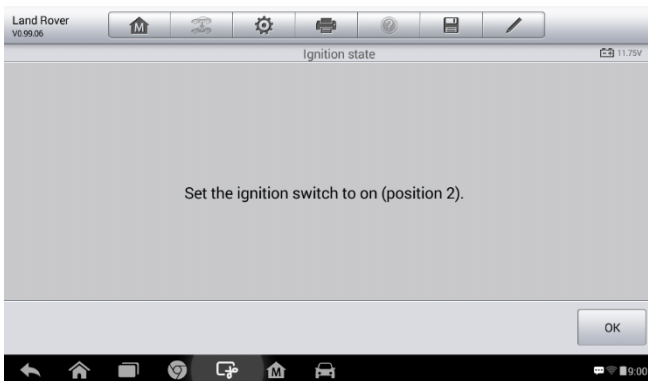 Land Rover
V0.99.06
M
Ignition state
11.75V
Set the ignition switch to on (position 2).
OK
M
9:00